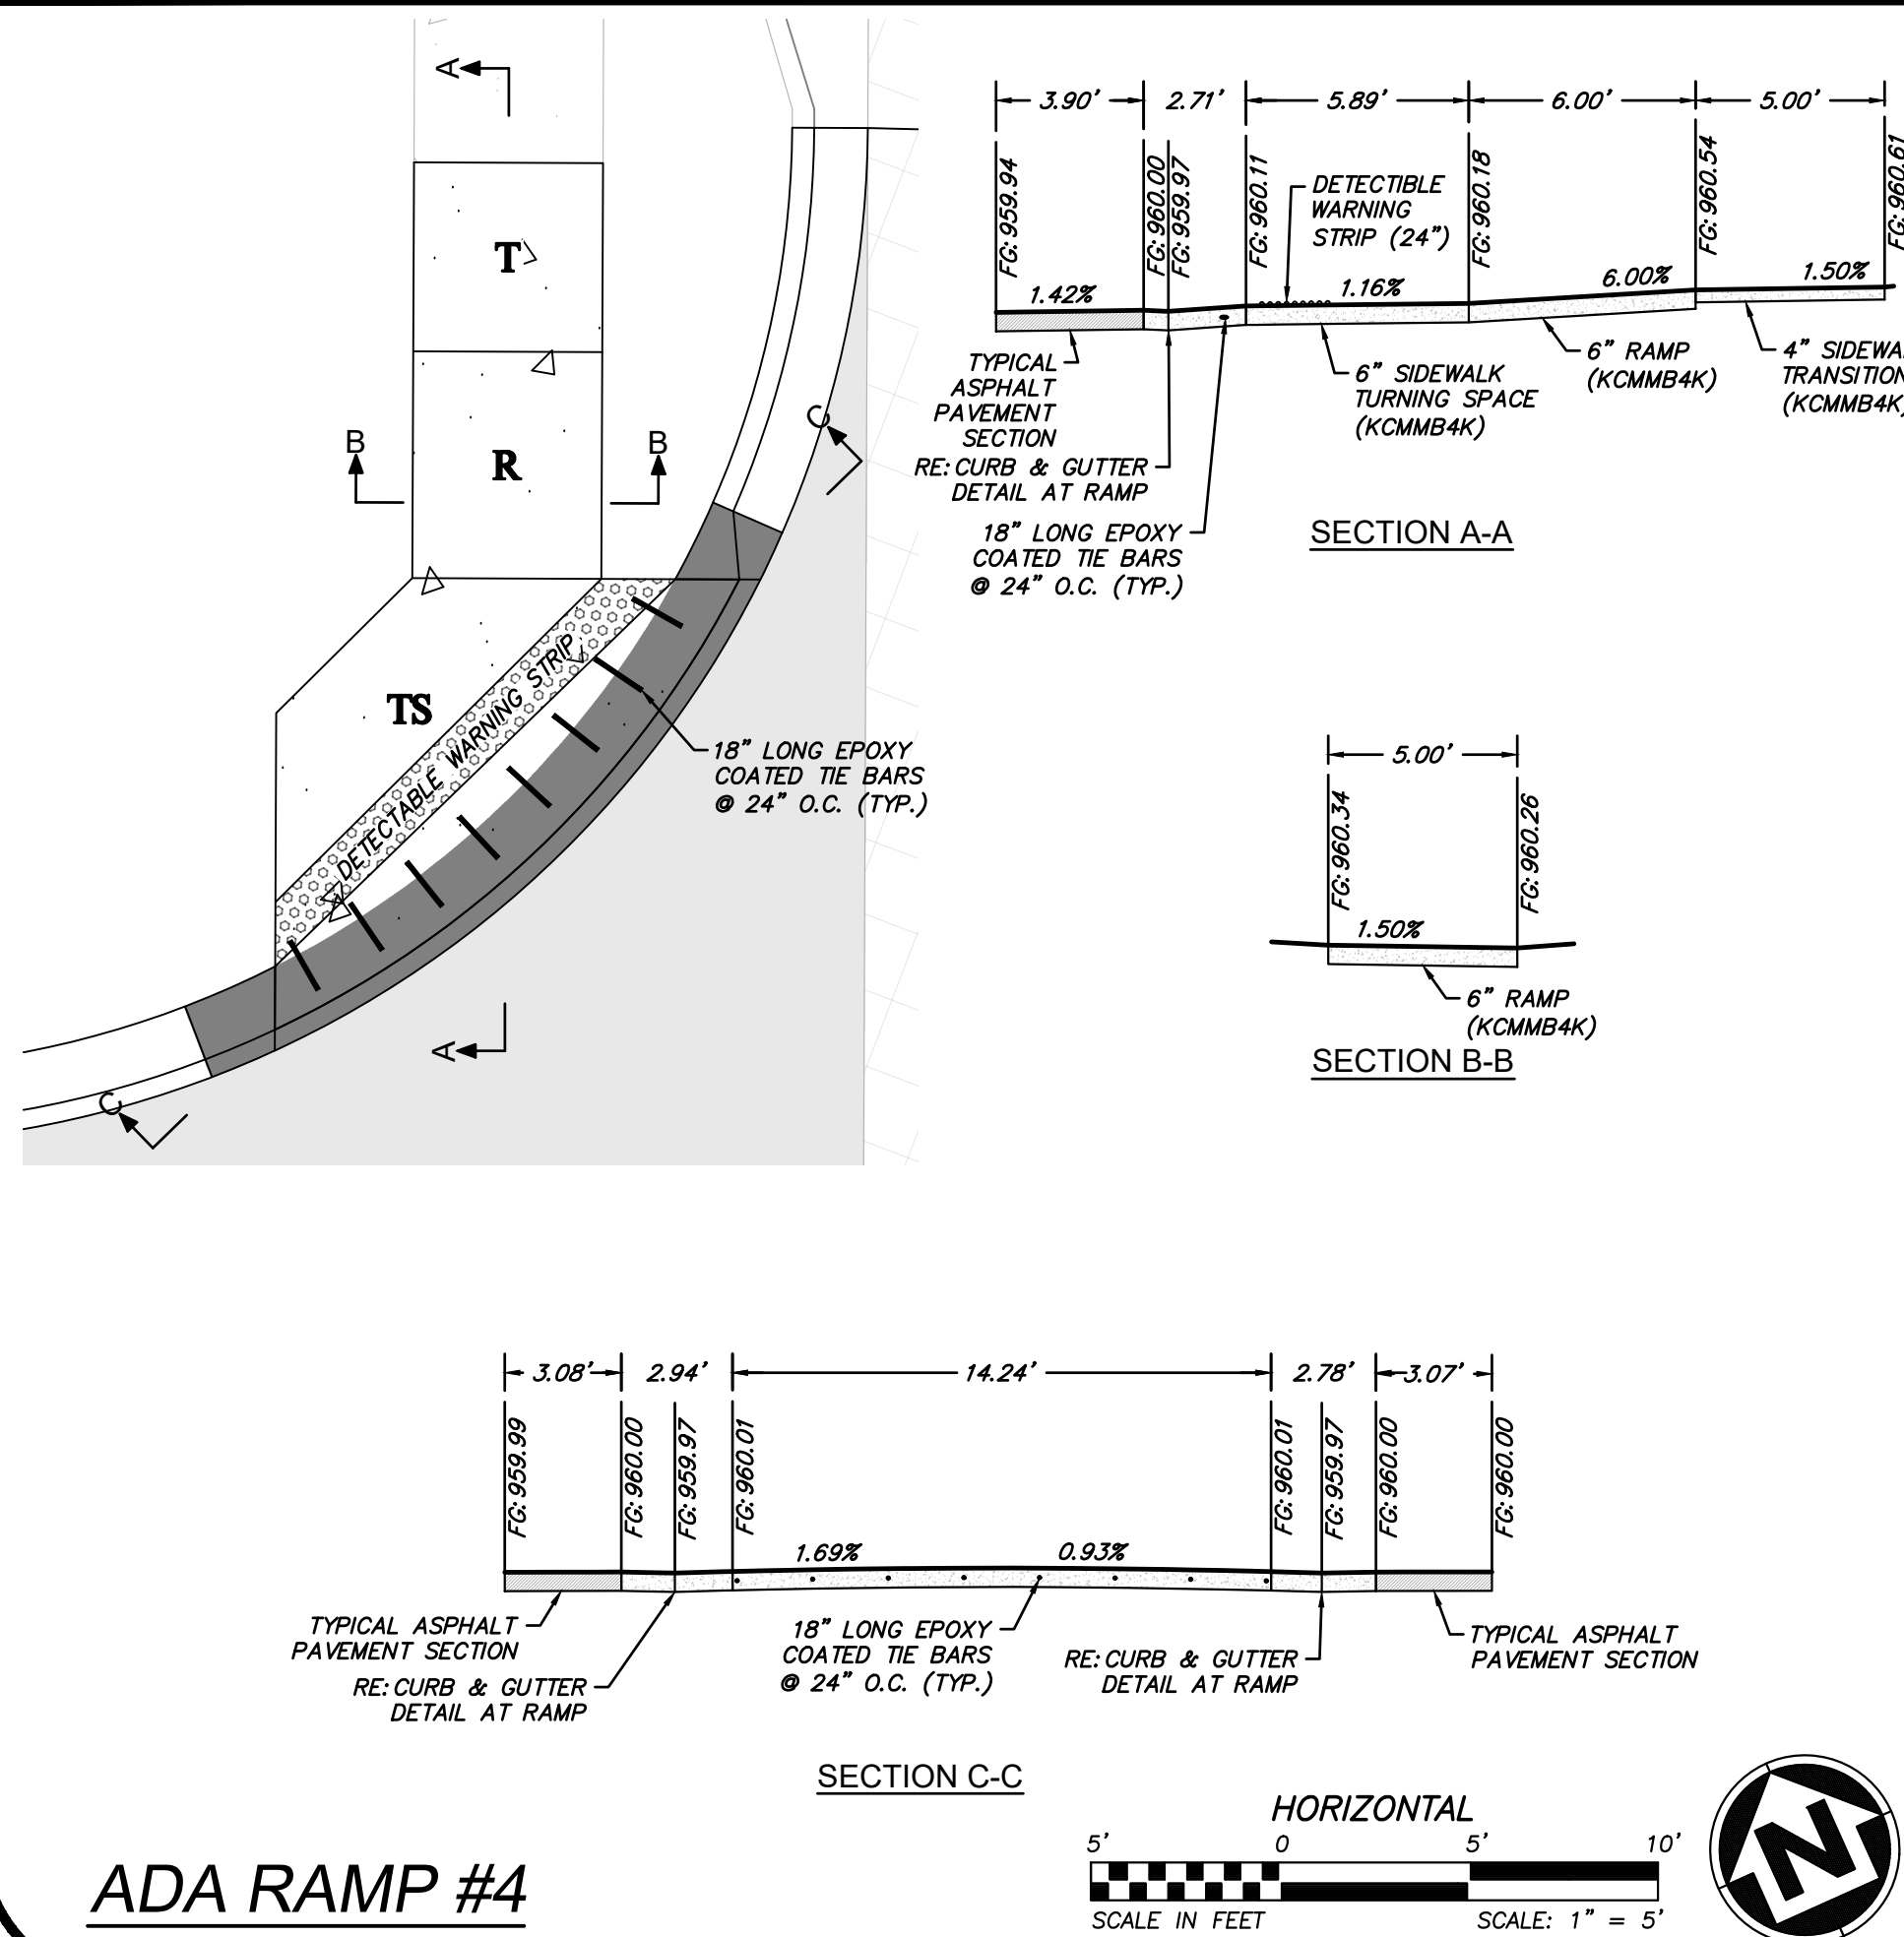 A
T
R
B
B
C
TS
DETECTABLE WARNING STRIP
18" LONG EPOXY
COATED TIE BARS
@ 24" O.C. (TYP.)
A
C
3.90'
2.71'
5.89'
6.00'
5.00'
FG: 959.94
FG: 960.00
FG: 959.97
FG: 960.11
FG: 960.18
FG: 960.54
FG: 960.61
DETECTIBLE
WARNING
STRIP (24")
1.42%
1.16%
6.00%
1.50%
TYPICAL
ASPHALT
PAVEMENT
SECTION
RE: CURB & GUTTER
DETAIL AT RAMP
18" LONG EPOXY
COATED TIE BARS
@ 24" O.C. (TYP.)
6" SIDEWALK
TURNING SPACE
(KCMMB4K)
6" RAMP
(KCMMB4K)
4" SIDEWA
TRANSITION
(KCMMB4K)
SECTION A-A
5.00'
FG: 960.34
FG: 960.26
1.50%
6" RAMP
(KCMMB4K)
SECTION B-B
3.08'
2.94'
14.24'
2.78'
3.07'
FG: 959.99
FG: 960.00
FG: 959.97
FG: 960.01
FG: 960.01
FG: 959.97
FG: 960.00
FG: 960.00
1.69%
0.93%
TYPICAL ASPHALT
PAVEMENT SECTION
RE: CURB & GUTTER
DETAIL AT RAMP
18" LONG EPOXY
COATED TIE BARS
@ 24" O.C. (TYP.)
RE: CURB & GUTTER
DETAIL AT RAMP
TYPICAL ASPHALT
PAVEMENT SECTION
SECTION C-C
HORIZONTAL
5' 0 5' 10'
SCALE IN FEET
SCALE: 1" = 5'
N
ADA RAMP #4